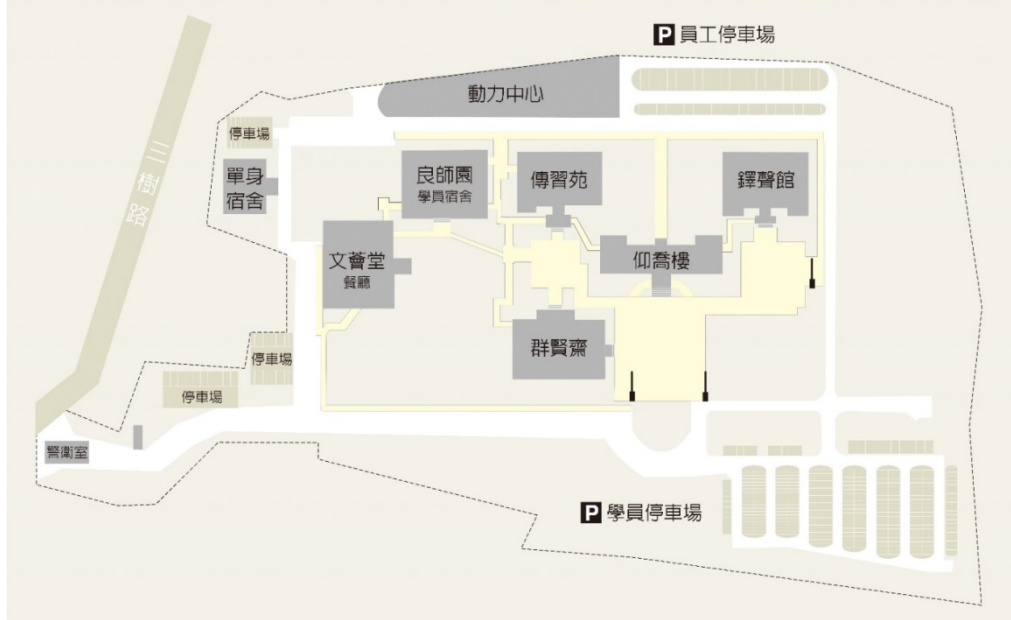 P 員工停車場
動力中心
停車場
單身
宿舍
良師園
學員宿舍
傳習苑
鐸聲館
三樹路
文薈堂
餐廳
仰喬樓
群賢齋
停車場
停車場
警衛室
P 學員停車場